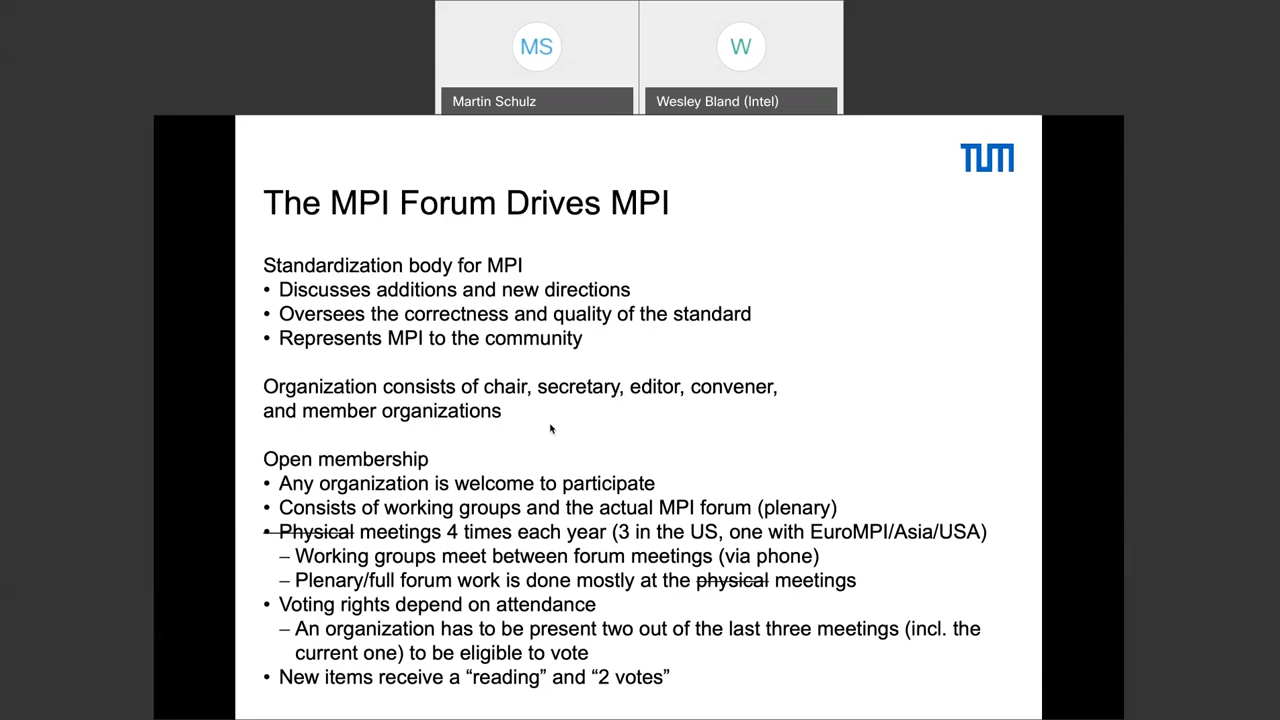 MS
W
Martin Schulz
Wesley Bland (Intel)
TUM
The MPI Forum Drives MPI
Standardization body for MPI
• Discusses additions and new directions
• Oversees the correctness and quality of the standard
• Represents MPI to the community
Organization consists of chair, secretary, editor, convener,
and member organizations
Open membership
• Any organization is welcome to participate
• Consists of working groups and the actual MPI forum (plenary)
• Physical meetings 4 times each year (3 in the US, one with EuroMPI/Asia/USA)
– Working groups meet between forum meetings (via phone)
– Plenary/full forum work is done mostly at the physical meetings
• Voting rights depend on attendance
– An organization has to be present two out of the last three meetings (incl. the
current one) to be eligible to vote
• New items receive a “reading” and “2 votes”